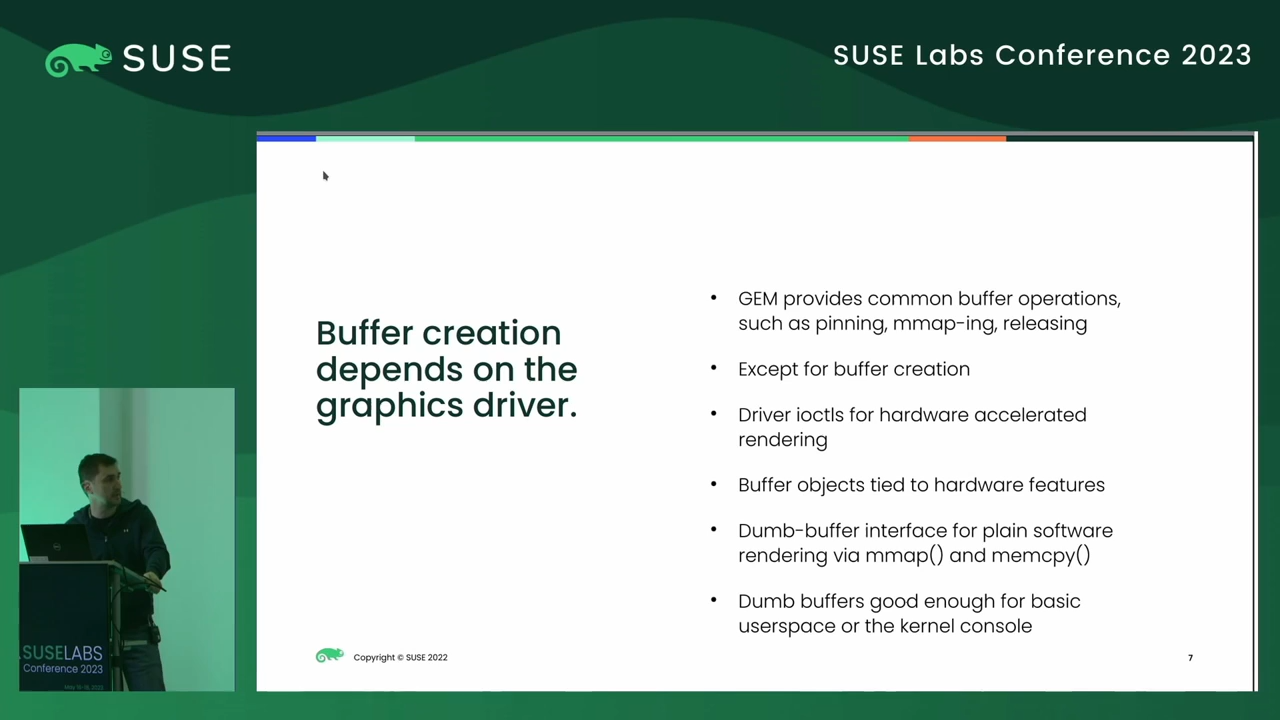 SUSE
SUSE Labs Conference 2023
Buffer creation
depends on the
graphics driver.
• GEM provides common buffer operations,
such as pinning, mmap-ing, releasing
• Except for buffer creation
• Driver ioctls for hardware accelerated
rendering
• Buffer objects tied to hardware features
• Dumb-buffer interface for plain software
rendering via mmap() and memcpy()
• Dumb buffers good enough for basic
userspace or the kernel console
Copyright © SUSE 2022
7
SUSELABS
Conference 2023